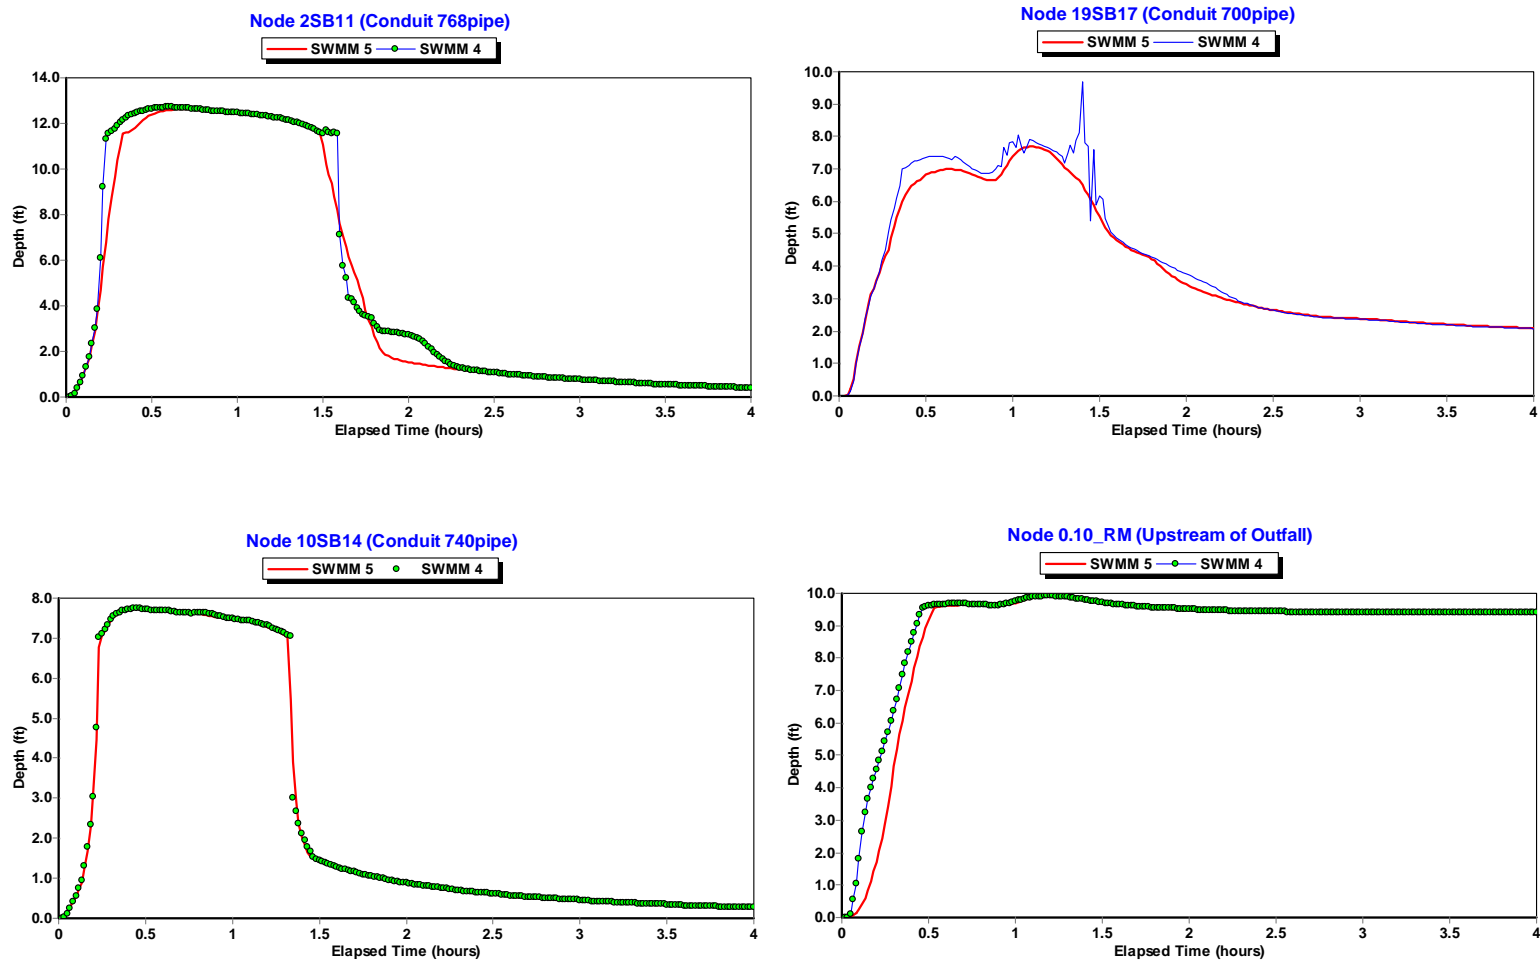 Node 2SB11 (Conduit 768pipe)
SWMM 5 SWMM 4
14.0
12.0
10.0
8.0
6.0
4.0
2.0
0.0
Depth (ft)
0 0.5 1 1.5 2 2.5 3 3.5 4
Elapsed Time (hours)
Node 19SB17 (Conduit 700pipe)
SWMM 5 SWMM 4
10.0
9.0
8.0
7.0
6.0
5.0
4.0
3.0
2.0
1.0
0.0
Depth (ft)
0 0.5 1 1.5 2 2.5 3 3.5 4
Elapsed Time (hours)
Node 10SB14 (Conduit 740pipe)
SWMM 5 SWMM 4
8.0
7.0
6.0
5.0
4.0
3.0
2.0
1.0
0.0
Depth (ft)
0 0.5 1 1.5 2 2.5 3 3.5 4
Elapsed Time (hours)
Node 0.10_RM (Upstream of Outfall)
SWMM 5 SWMM 4
10.0
9.0
8.0
7.0
6.0
5.0
4.0
3.0
2.0
1.0
0.0
Depth (ft)
0 0.5 1 1.5 2 2.5 3 3.5 4
Elapsed Time (hours)